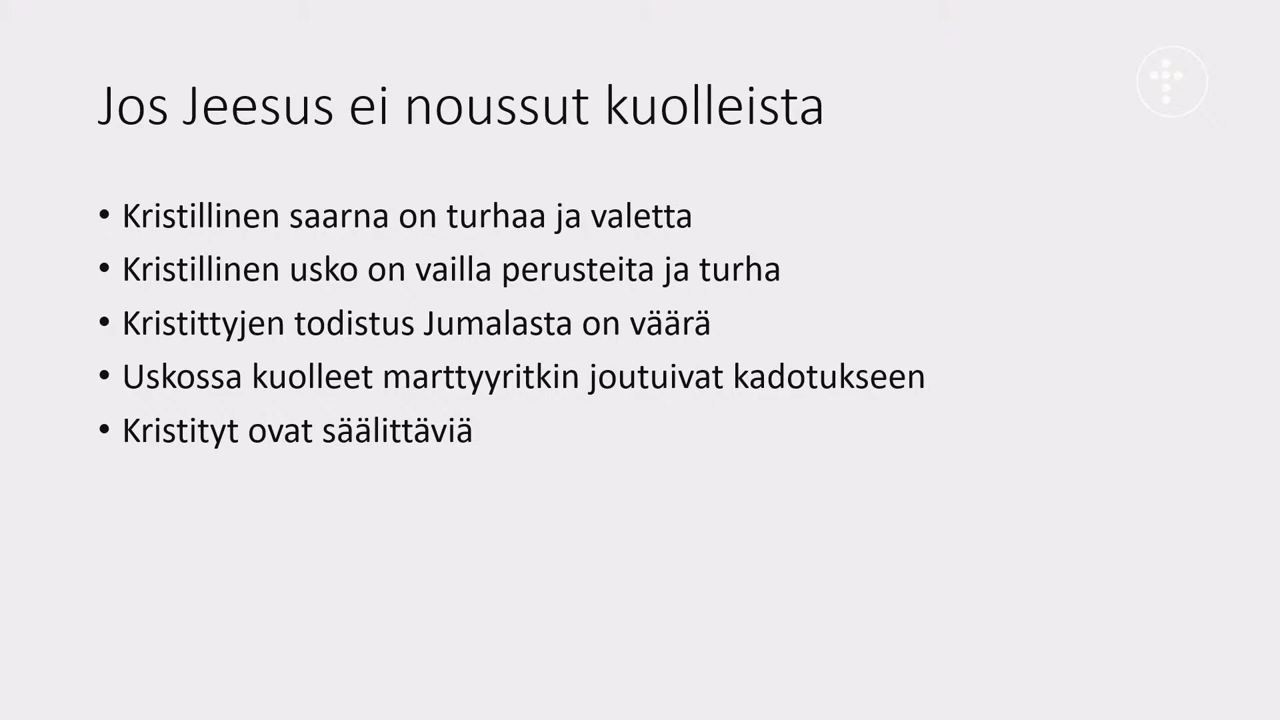 Jos Jeesus ei noussut kuolleista
• Kristillinen saarna on turhaa ja valetta
• Kristillinen usko on vailla perusteita ja turha
• Kristittyjen todistus Jumalasta on väärä
• Uskossa kuolleet marttyyritkin joutuivat kadotukseen
• Kristityt ovat säälittäviä